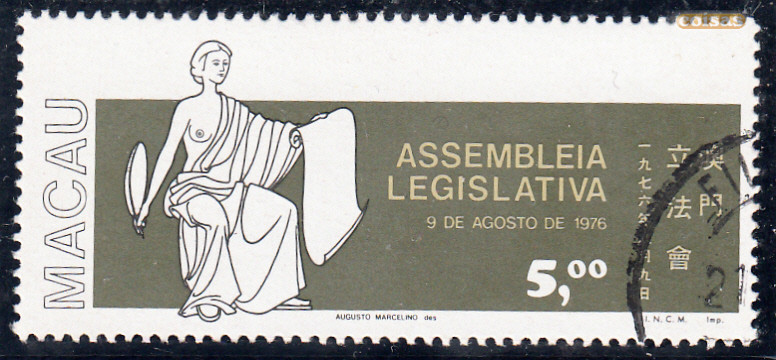 coisas
MACAU
ASSEMBLEIA
LEGISLATIVA
9 DE AGOSTO DE 1976
5,00
澳門
立法會
一九七六年 月九日
AUGUSTO MARCELINO des
I. N. C. M. Imp.